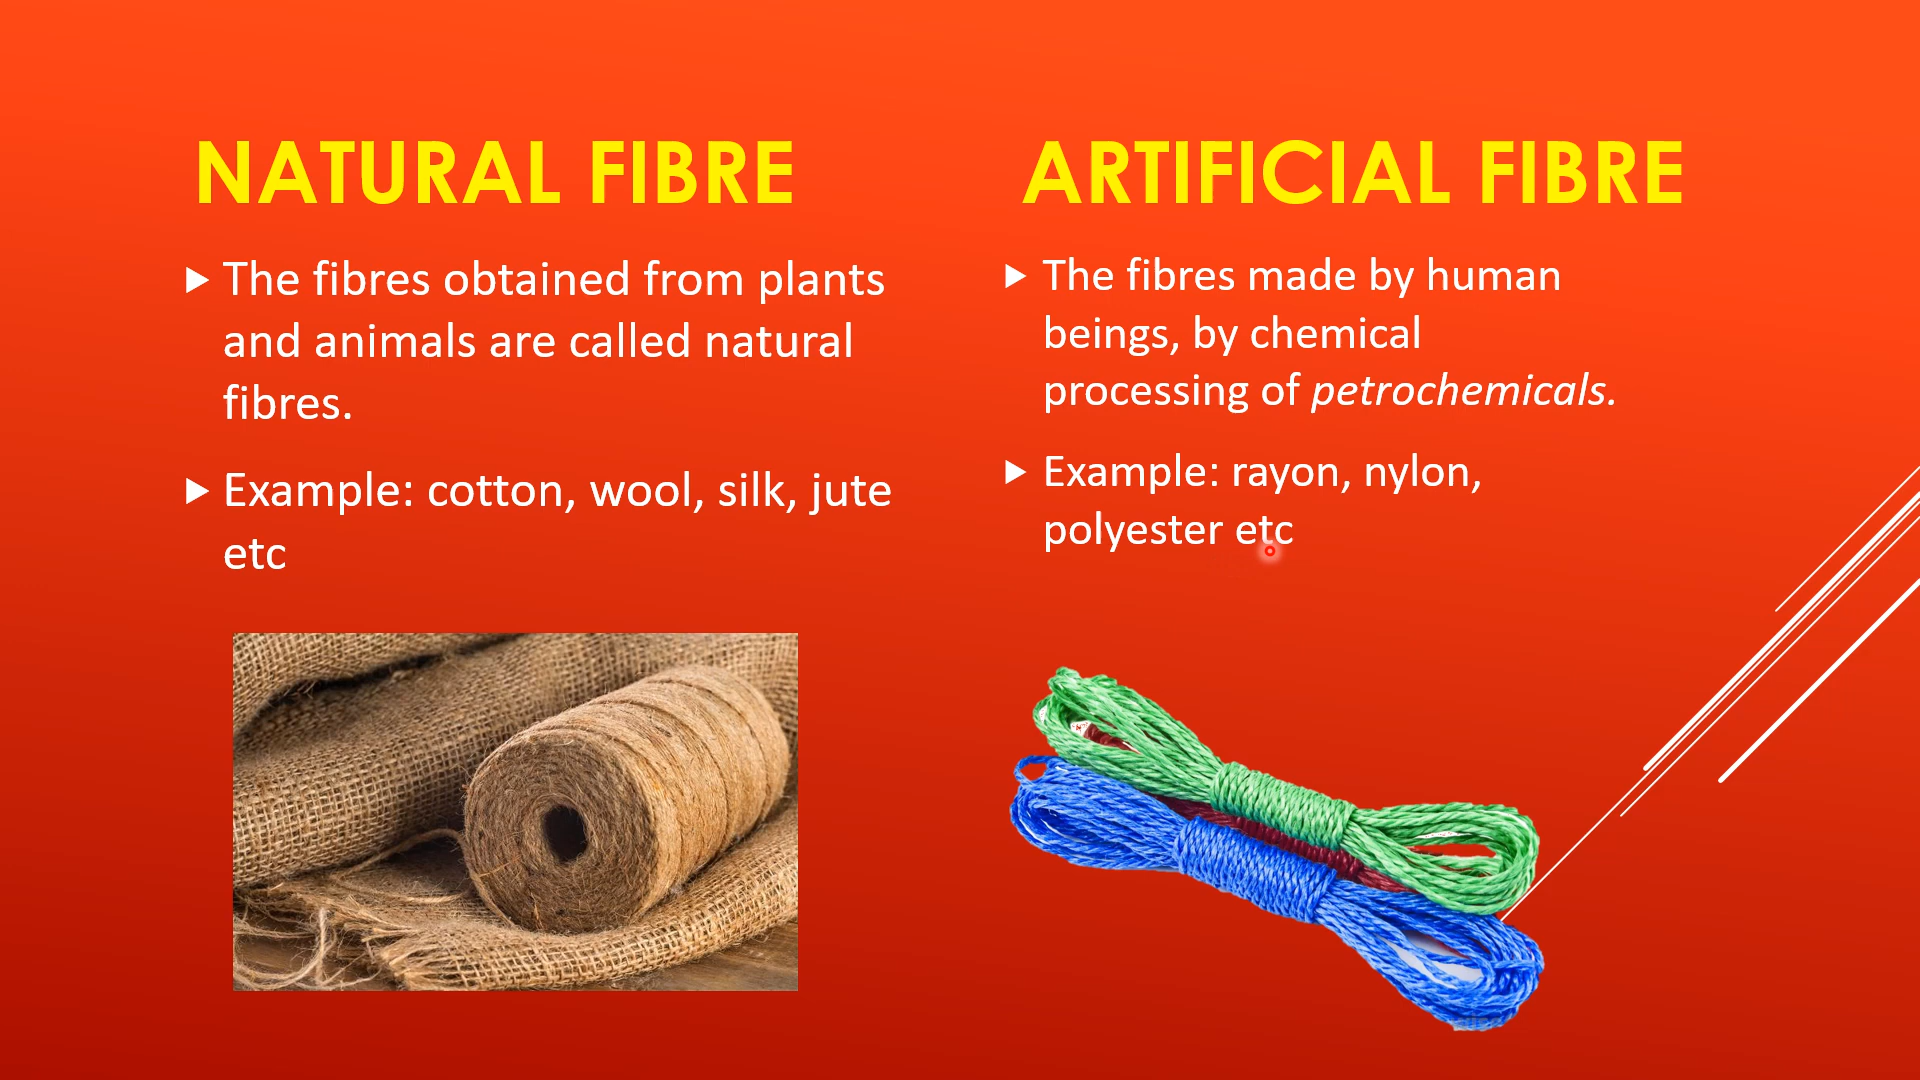 NATURAL FIBRE
The fibres obtained from plants
and animals are called natural
fibres.
Example: cotton, wool, silk, jute
etc
ARTIFICIAL FIBRE
The fibres made by human
beings, by chemical
processing of petrochemicals.
Example: rayon, nylon,
polyester etc